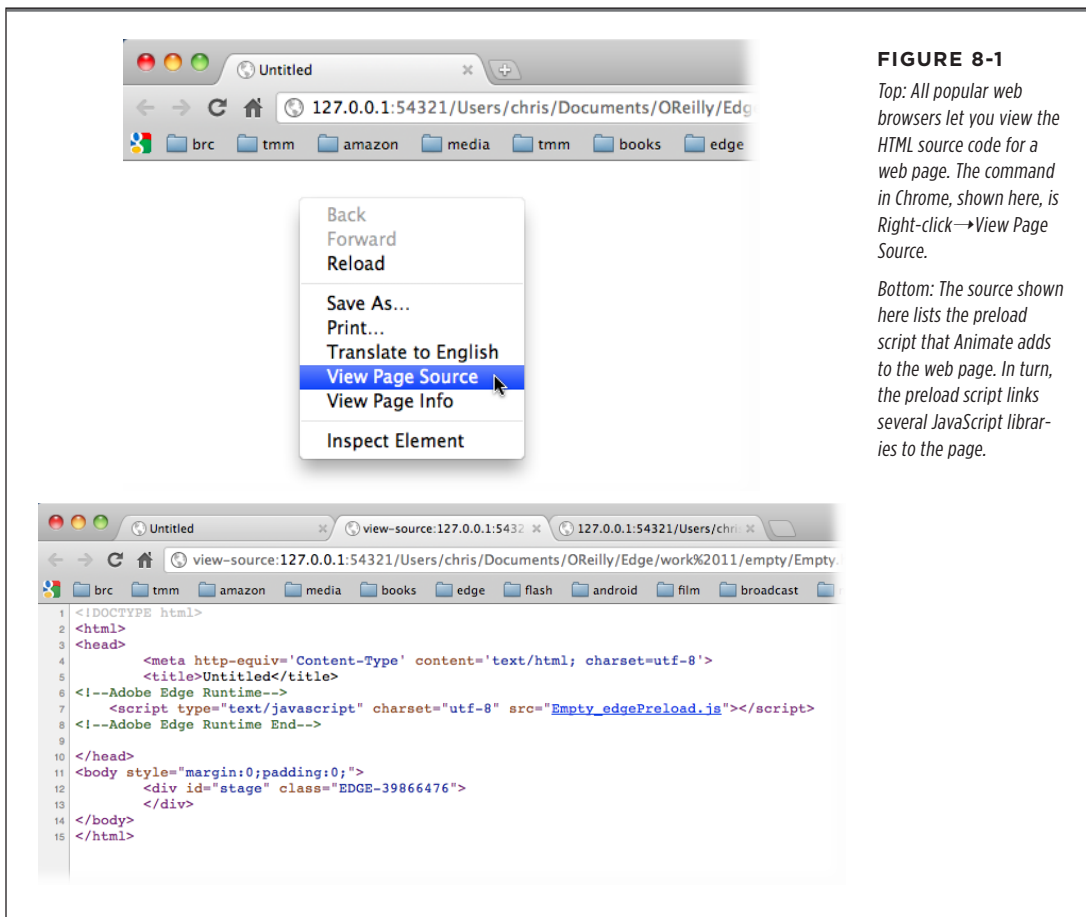 Untitled
127.0.0.1:54321/Users/chris/Documents/OReilly/Edg
brc tmm amazon media tmm books edge
Back
Forward
Reload
Save As...
Print...
Translate to English
View Page Source
View Page Info
Inspect Element
FIGURE 8-1
Top: All popular web
browsers let you view the
HTML source code for a
web page. The command
in Chrome, shown here, is
Right-click→View Page
Source.
Bottom: The source shown
here lists the preload
script that Animate adds
to the web page. In turn,
the preload script links
several JavaScript librar-
ies to the page.
Untitled view-source:127.0.0.1:5432 127.0.0.1:54321/Users/chri
view-source:127.0.0.1:54321/Users/chris/Documents/OReilly/Edge/work%2011/empty/Empty.
brc tmm amazon media books edge flash android film broadcast
1 <!DOCTYPE html>
2 <html>
3 <head>
4 <meta http-equiv='Content-Type' content='text/html; charset=utf-8'>
5 <title>Untitled</title>
6 <!--Adobe Edge Runtime-->
7 <script type="text/javascript" charset="utf-8" src="Empty_edgePreload.js"></script>
8 <!--Adobe Edge Runtime End-->
9
10 </head>
11 <body style="margin:0;padding:0;">
12 <div id="stage" class="EDGE-39866476">
13 </div>
14 </body>
15 </html>